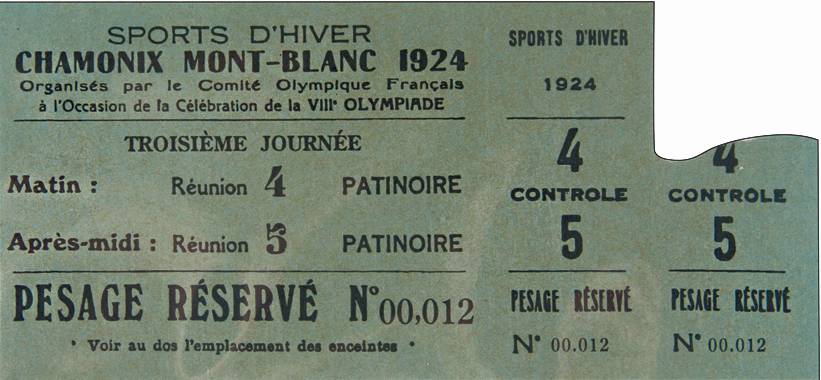 SPORTS D'HIVER
CHAMONIX MONT-BLANC 1924
Organisés par le Comité Olympique Français
à l'Occasion de la Célébration de la VIIIᵉ OLYMPIADE
TROISIÈME JOURNÉE
Matin : Réunion 4 PATINOIRE
Après-midi : Réunion 5 PATINOIRE
PESAGE RÉSERVÉ N° 00,012
• Voir au dos l'emplacement des enceintes •
SPORTS D'HIVER
1924
4
CONTROLE
5
PESAGE RÉSERVÉ
N° 00.012
4
CONTROLE
5
PESAGE RÉSERVÉ
N° 00.012